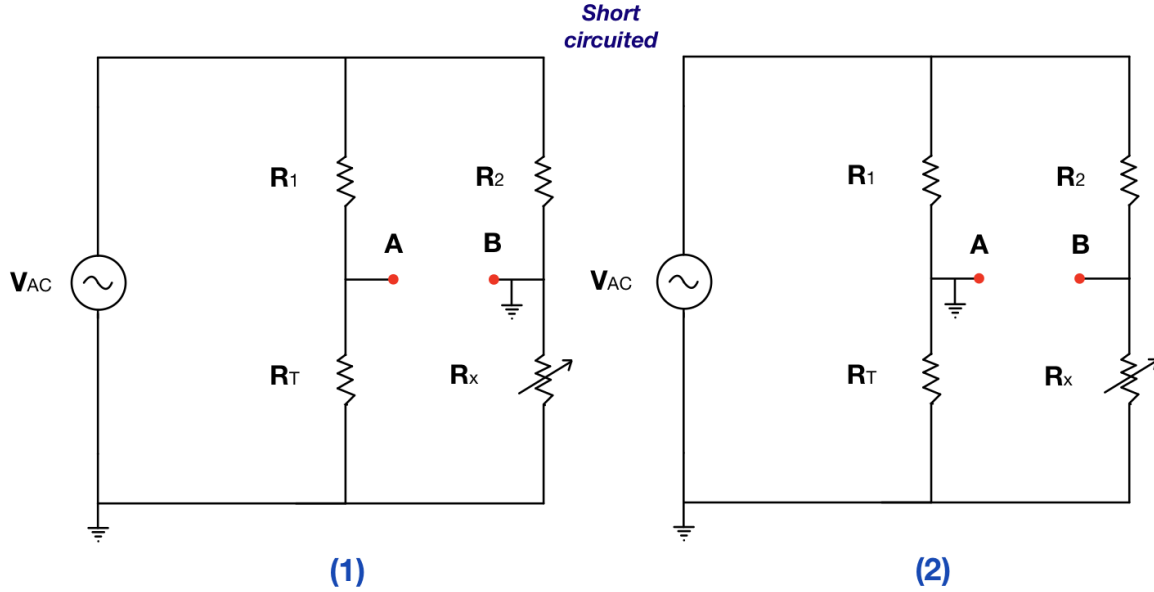 Short
circuited
R1
R2
A
B
VAC
RT
Rx
(1)
R1
R2
A
B
VAC
RT
Rx
(2)